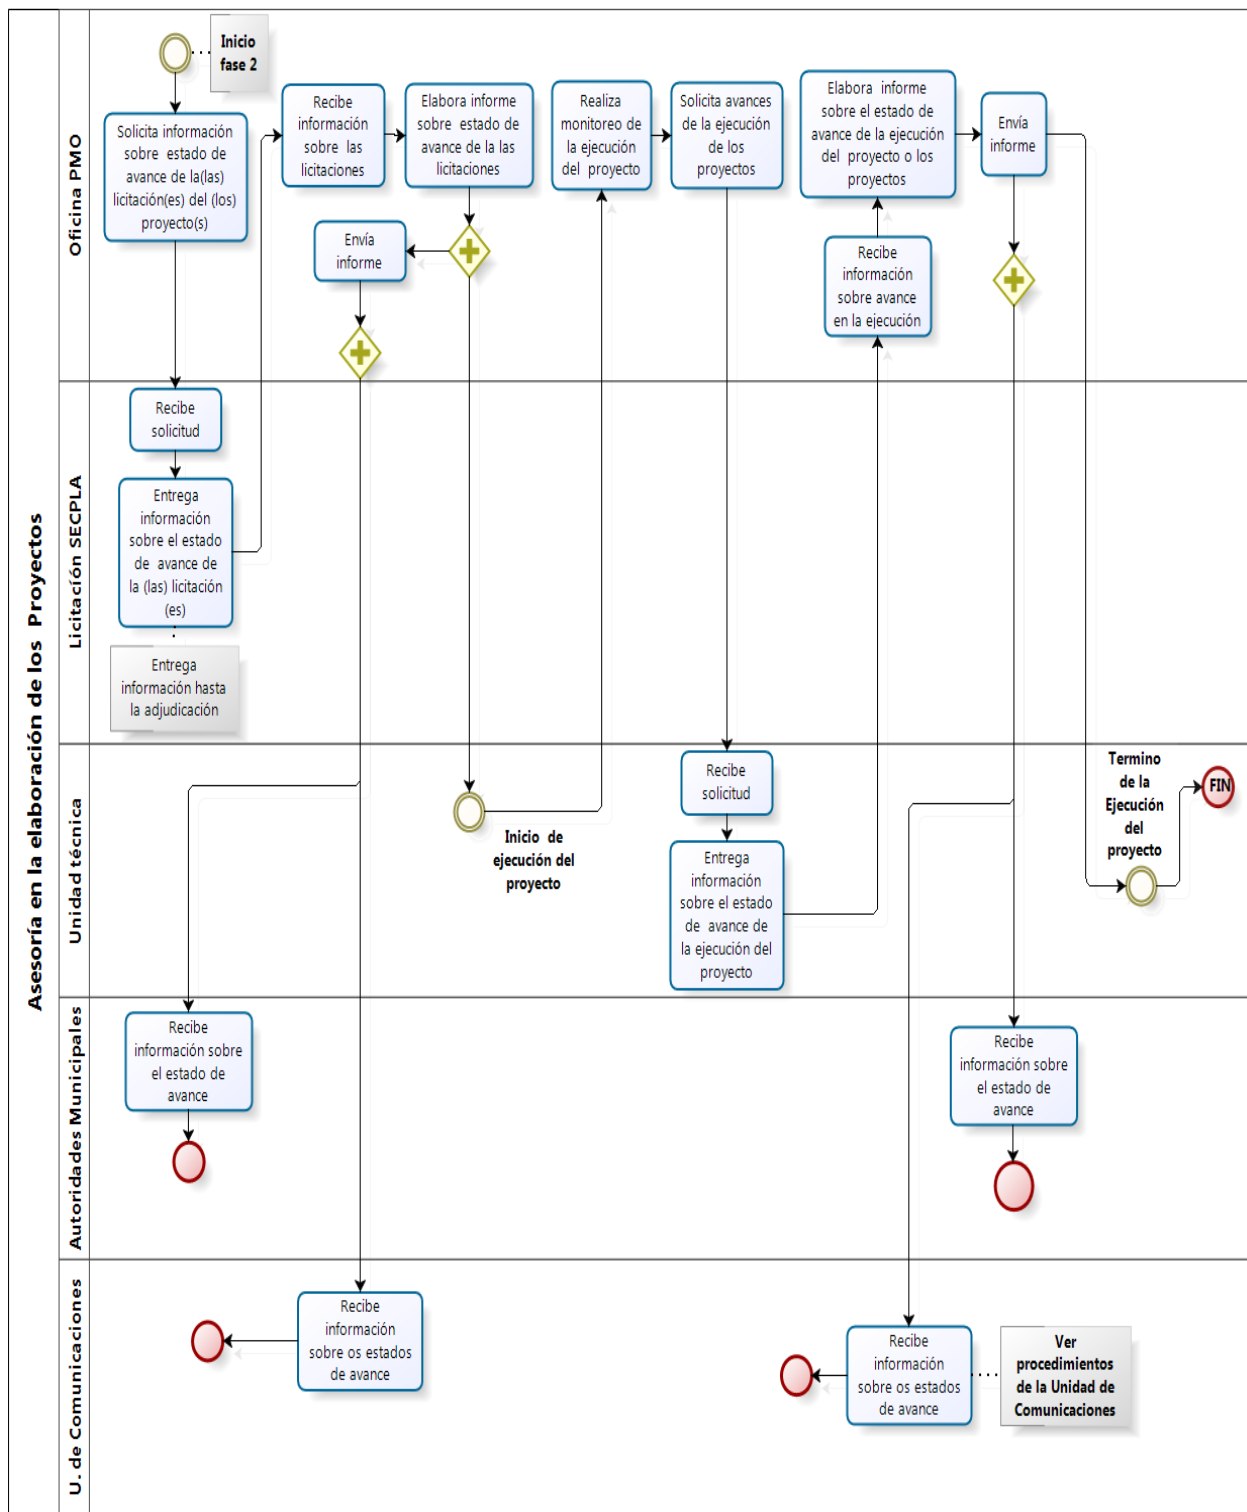 Asesoría en la elaboración de los  Proyectos
Oficina PMO
Inicio
fase 2
Solicita información
sobre  estado de
avance de la(las)
licitación(es) del (los)
proyecto(s)
Recibe
información
sobre  las
licitaciones
Elabora informe
sobre  estado de
avance de la las
licitaciones
Envía
informe
Realiza
monitoreo de
la ejecución
del  proyecto
Solicita avances
de la ejecución
de los
proyectos
Elabora  informe
sobre el estado de
avance de la ejecución
del  proyecto o los
proyectos
Envía
informe
Recibe
información
sobre avance
en la ejecución
Licitación SECPLA
Recibe
solicitud
Entrega
información
sobre el estado
de  avance de
la (las) licitación
(es)
Entrega
información hasta
la adjudicación
Unidad técnica
Inicio  de
ejecución del
proyecto
Recibe
solicitud
Entrega
información
sobre el estado
de  avance de
la ejecución del
proyecto
Termino
de la
Ejecución
del
proyecto
FIN
Autoridades Municipales
Recibe
información sobre
el estado de
avance
Recibe
información sobre
el estado de
avance
U. de Comunicaciones
Recibe
información
sobre os estados
de avance
Recibe
información
sobre os estados
de avance
Ver
procedimientos
de la Unidad de
Comunicaciones